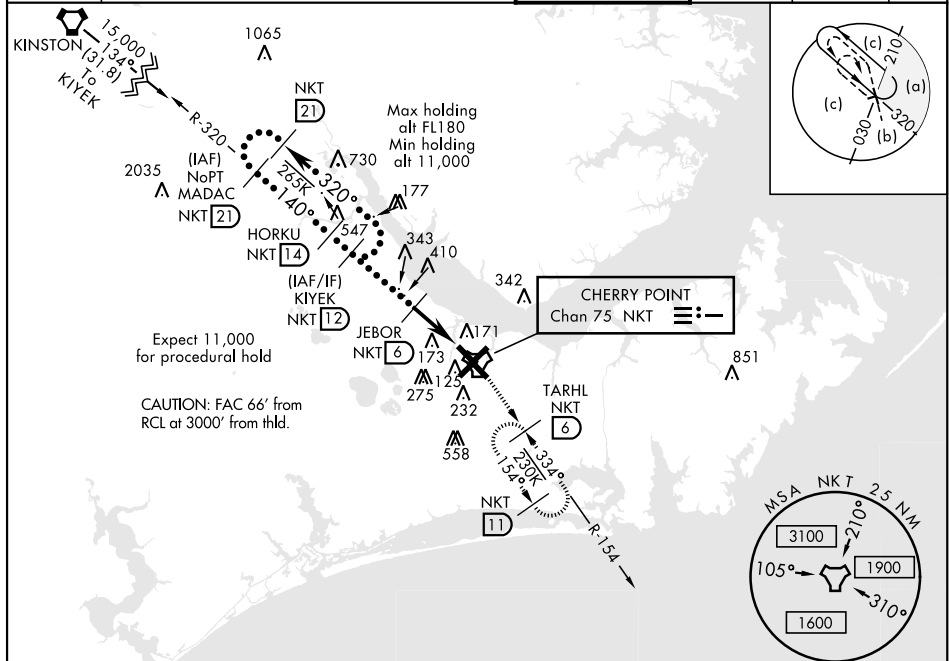 KINSTON
15,000
134°
(31.8)
To
KIYEK
1065
R-320
NKT
21
Max holding
alt FL180
Min holding
alt 11,000
730
320°
265K
140°
2035
(IAF)
NoPT
MADAC
NKT 21
177
HORKU
NKT 14
547
343
410
(IAF/IF)
KIYEK
NKT 12
342
CHERRY POINT
Chan 75 NKT
JEBOR
NKT 6
171
173
125
275
232
558
851
Expect 11,000
for procedural hold
CAUTION: FAC 66' from
RCL at 3000' from thld.
TARHL
NKT
6
334°
230K
154°
NKT
11
R-154
(c)
210
(a)
(c)
320
(b)
030
MSA NKT 25 NM
3100
210°
105°
1900
310°
1600